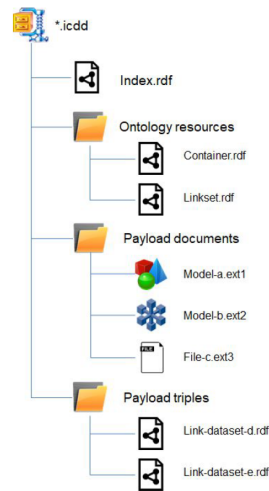 *.icdd
Index.rdf
Ontology resources
Container.rdf
Linkset.rdf
Payload documents
Model-a.ext1
Model-b.ext2
FILE
File-c.ext3
Payload triples
Link-dataset-d.rdf
Link-dataset-e.rdf